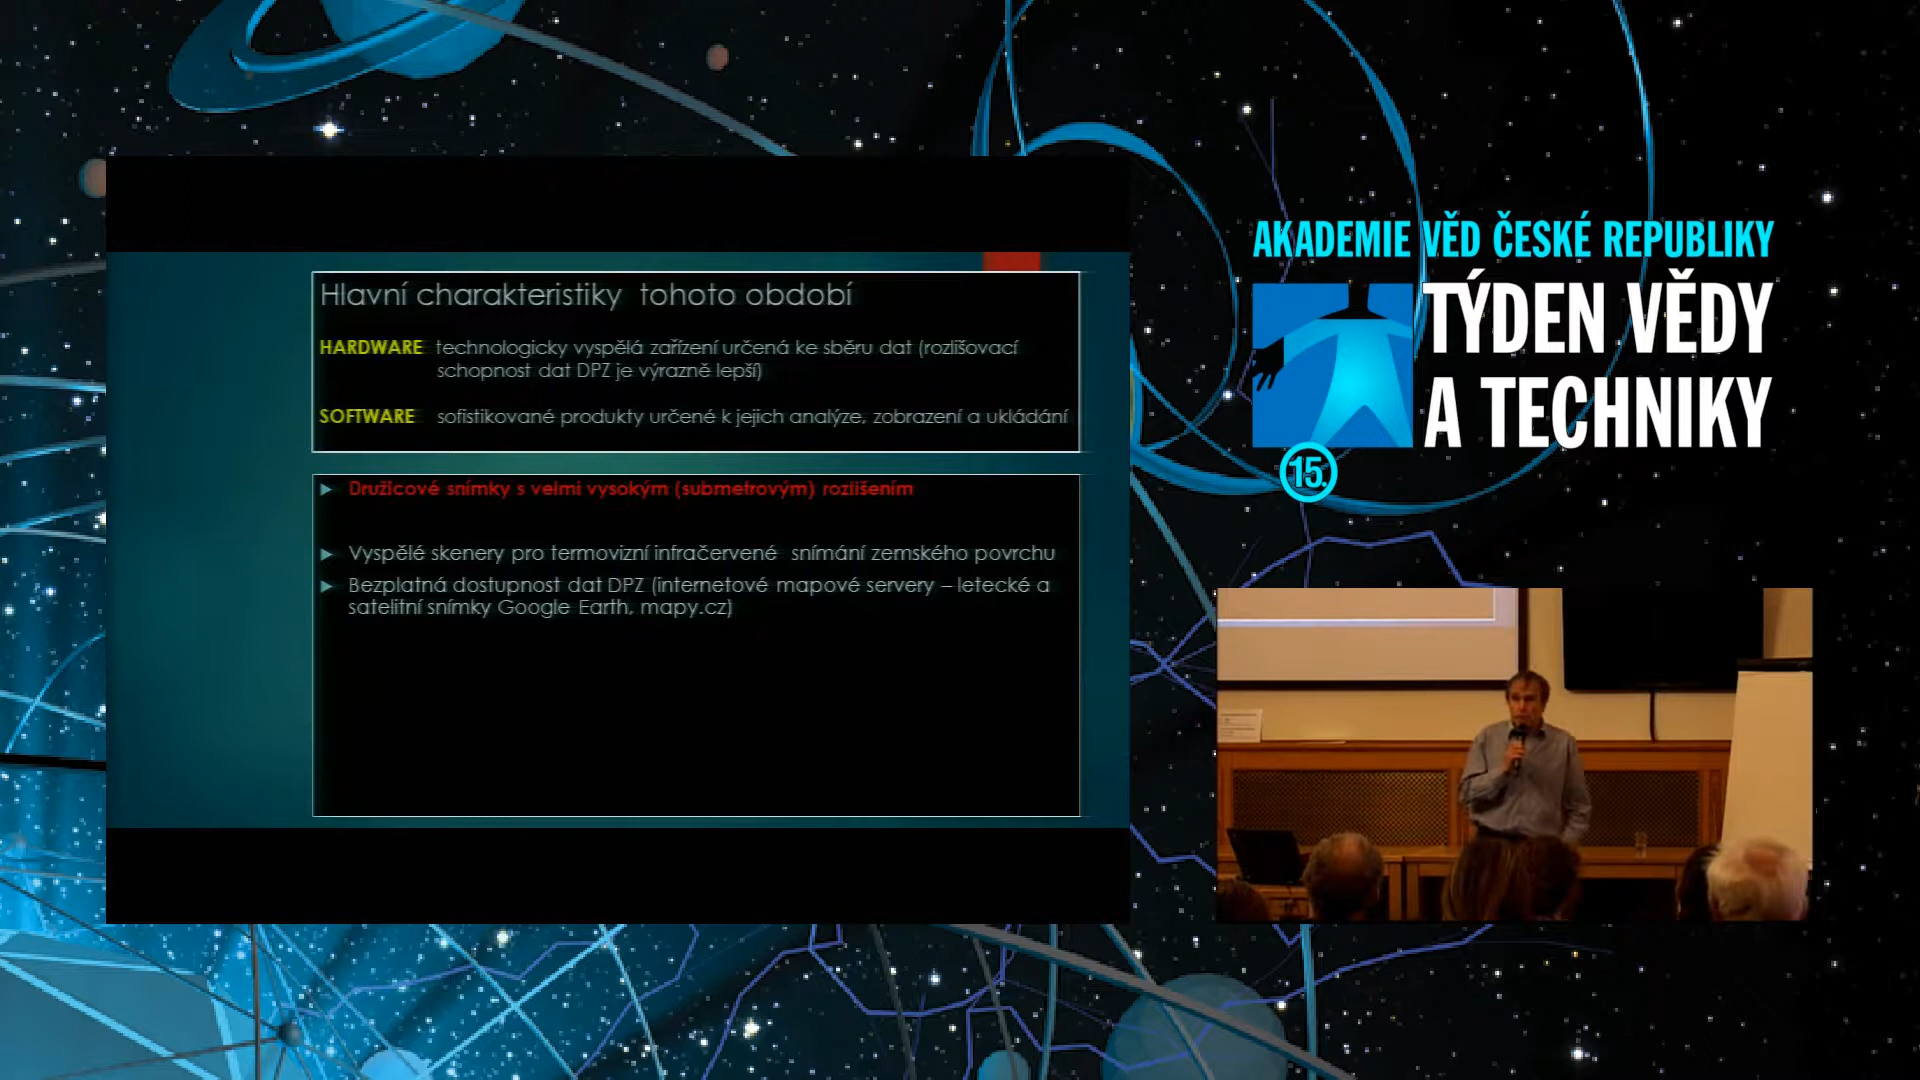 Hlavní charakteristiky tohoto období
HARDWARE technologicky vyspělá zařízení určená ke sběru dat (rozlišovací
schopnost dat DPZ je výrazně lepší)
SOFTWARE sofistikované produkty určené k jejich analýze, zobrazení a ukládání
Družicové snímky s velmi vysokým (submetrovým) rozlišením
Vyspělé skenery pro termovizní infračervené snímání zemského povrchu
Bezplatná dostupnost dat DPZ (internetové mapové servery – letecké a
satelitní snímky Google Earth, mapy.cz)
AKADEMIE VĚD ČESKÉ REPUBLIKY
TÝDEN VĚDY
A TECHNIKY
15.